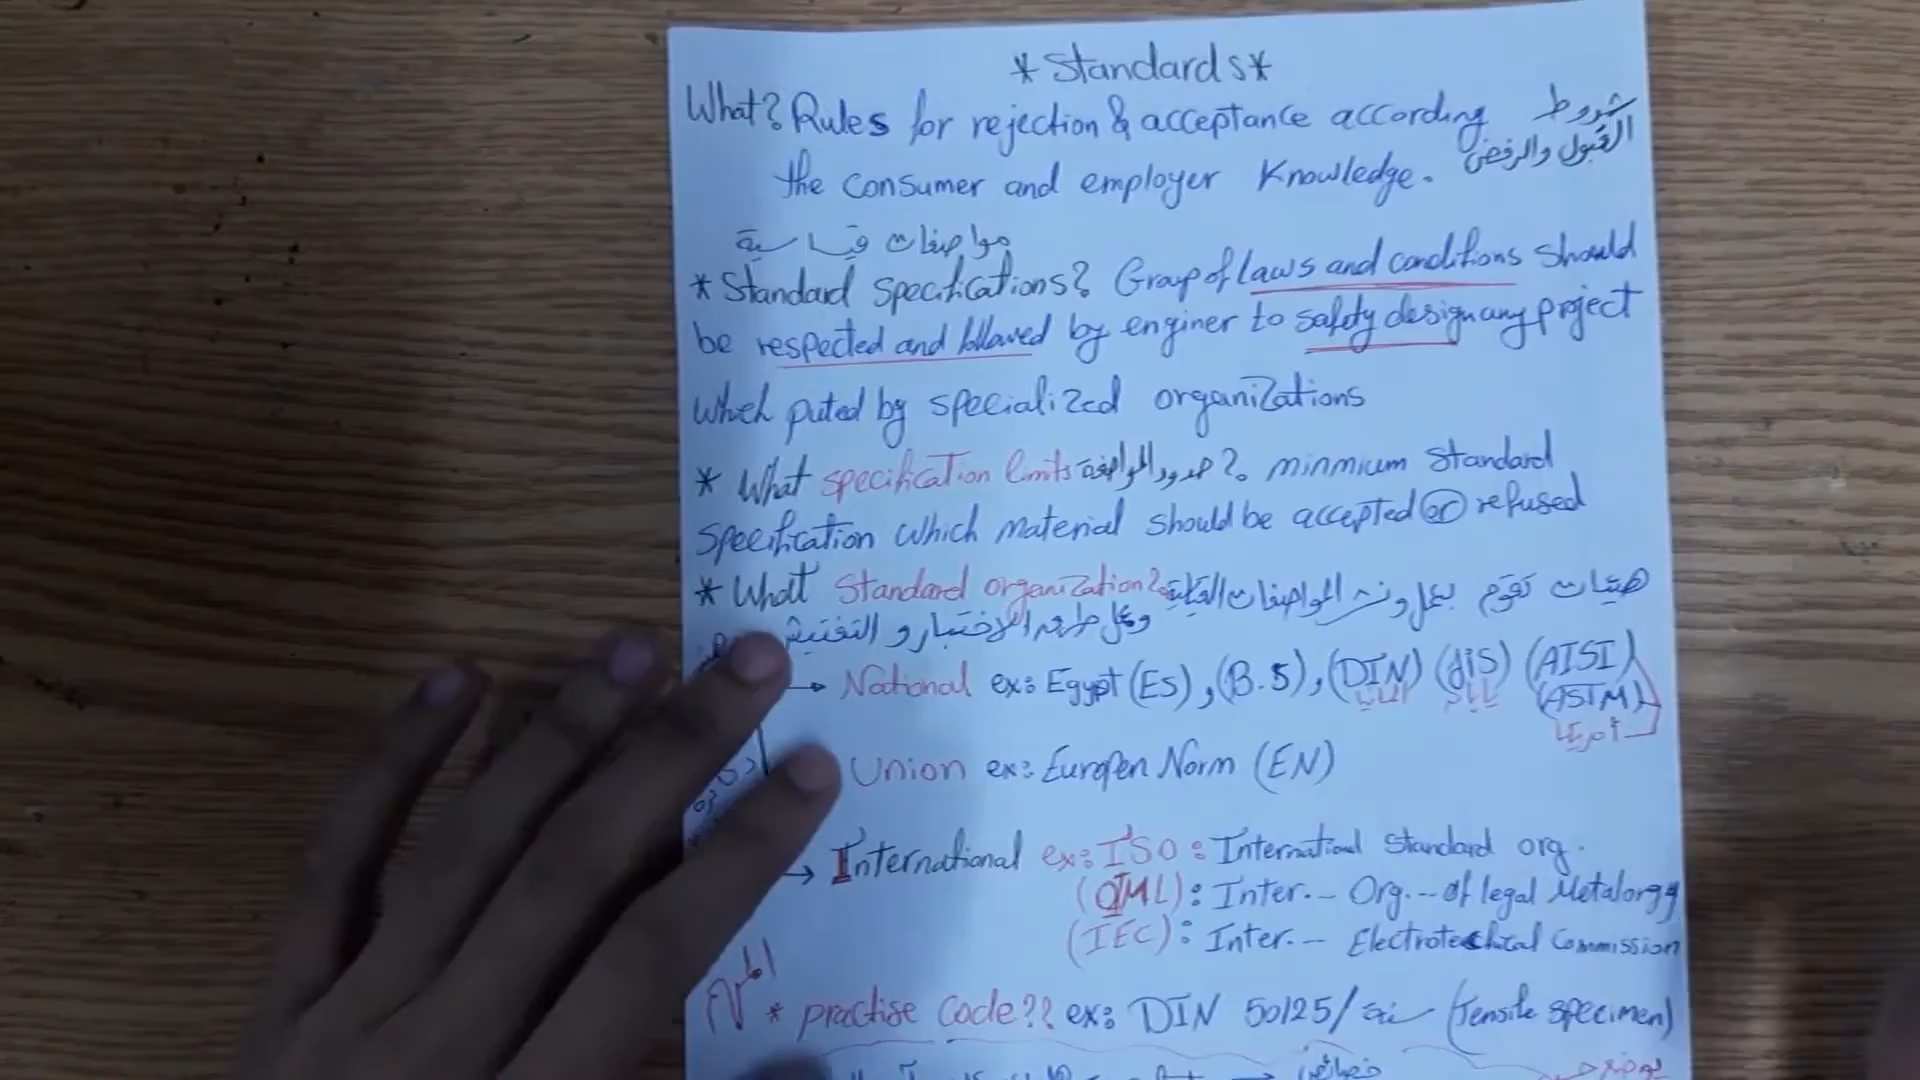 *Standards*
What? Rules for rejection & acceptance according شروط
the consumer and employer Knowledge. القبول والرفض
مواصفات قياسية
* Standard specifications? Group of laws and conditions should
be respected and followed by enginer to safety design any project
Which puted by specialized organizations
* What specification limits حدود المواصفة ? minmium standard
specification which material should be accepted or refused
* What standard organization? هيئات تقوم بعمل ونشر المواصفات القياسية
وعمل طرق الاختبار و التفتيش
→ National ex: Egypt (ES), (B.S), (DIN) (JIS) (AISI)
ألمانيا يابان (ASTM)
أمريكا
Union ex: Europen Norm (EN)
→ International ex: ISO: International standard org.
(OIML): Inter.-- Org.-- of legal Metalorgy
(IEC): Inter.-- Electrotechical Commission
* practise Code?? ex: DIN 50125/ (Tensile specimen)